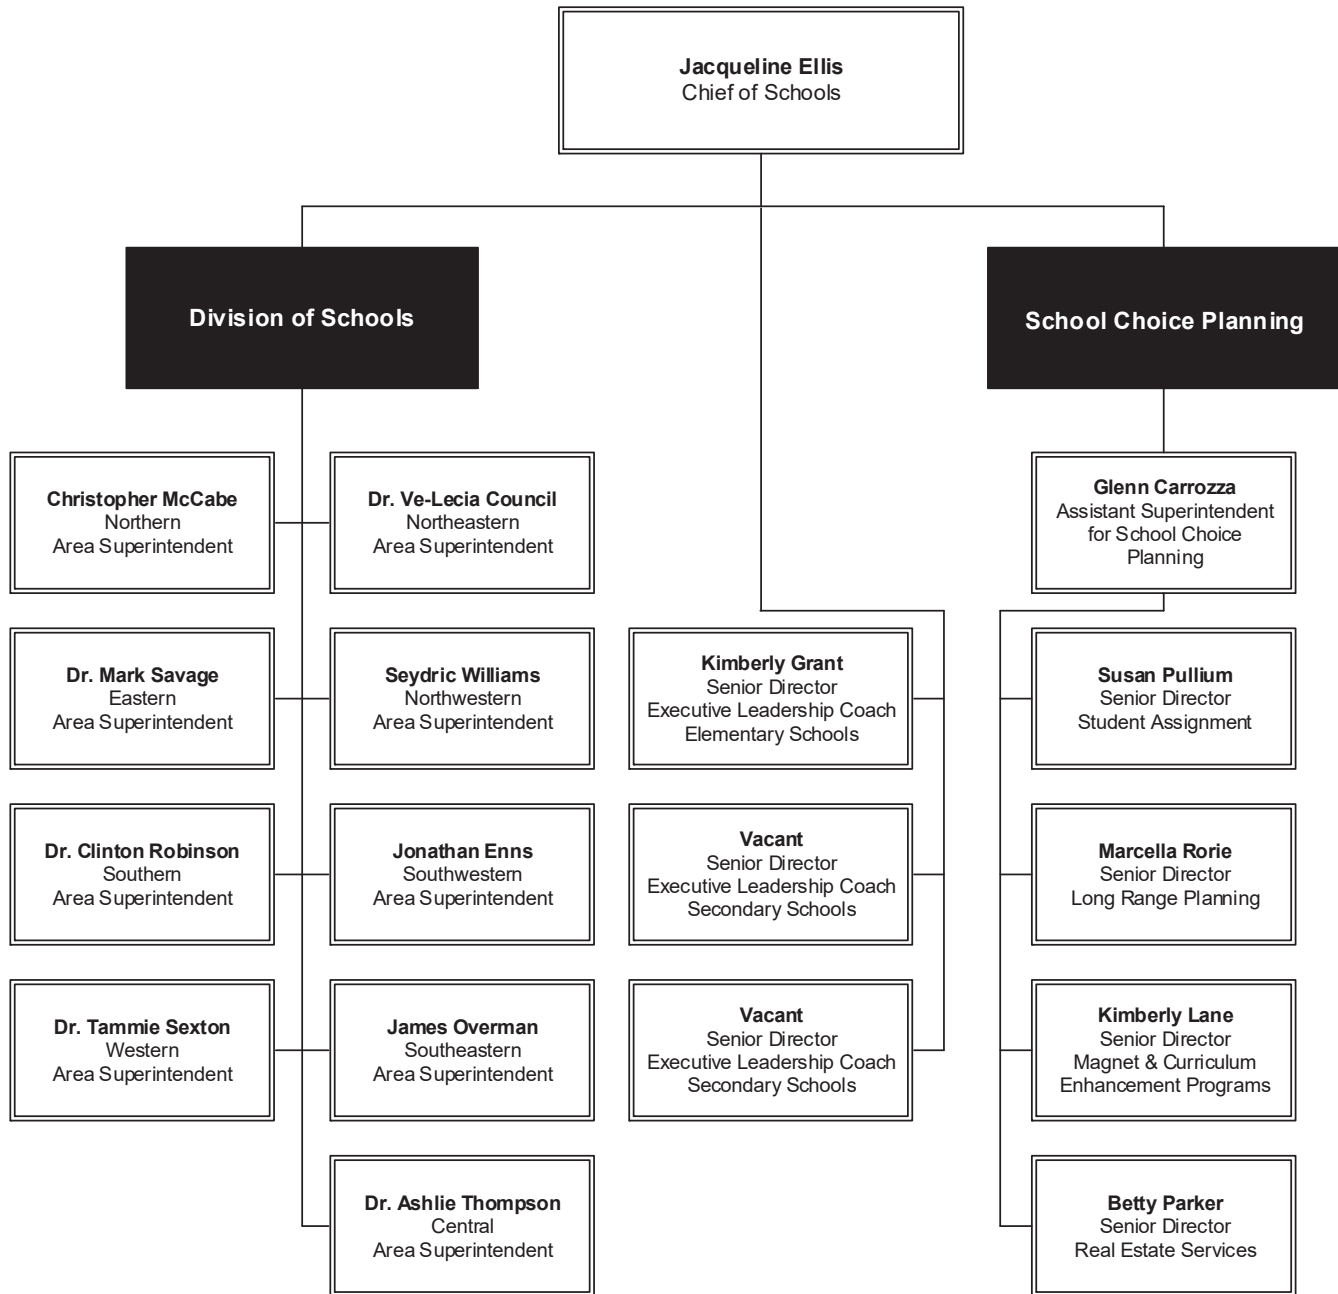 Jacqueline Ellis
Chief of Schools
Division of Schools
School Choice Planning
Christopher McCabe
Northern
Area Superintendent
Dr. Ve-Lecia Council
Northeastern
Area Superintendent
Dr. Mark Savage
Eastern
Area Superintendent
Seydric Williams
Northwestern
Area Superintendent
Dr. Clinton Robinson
Southern
Area Superintendent
Jonathan Enns
Southwestern
Area Superintendent
Dr. Tammie Sexton
Western
Area Superintendent
James Overman
Southeastern
Area Superintendent
Dr. Ashlie Thompson
Central
Area Superintendent
Kimberly Grant
Senior Director
Executive Leadership Coach
Elementary Schools
Vacant
Senior Director
Executive Leadership Coach
Secondary Schools
Vacant
Senior Director
Executive Leadership Coach
Secondary Schools
Glenn Carrozza
Assistant Superintendent
for School Choice
Planning
Susan Pullium
Senior Director
Student Assignment
Marcella Rorie
Senior Director
Long Range Planning
Kimberly Lane
Senior Director
Magnet & Curriculum
Enhancement Programs
Betty Parker
Senior Director
Real Estate Services